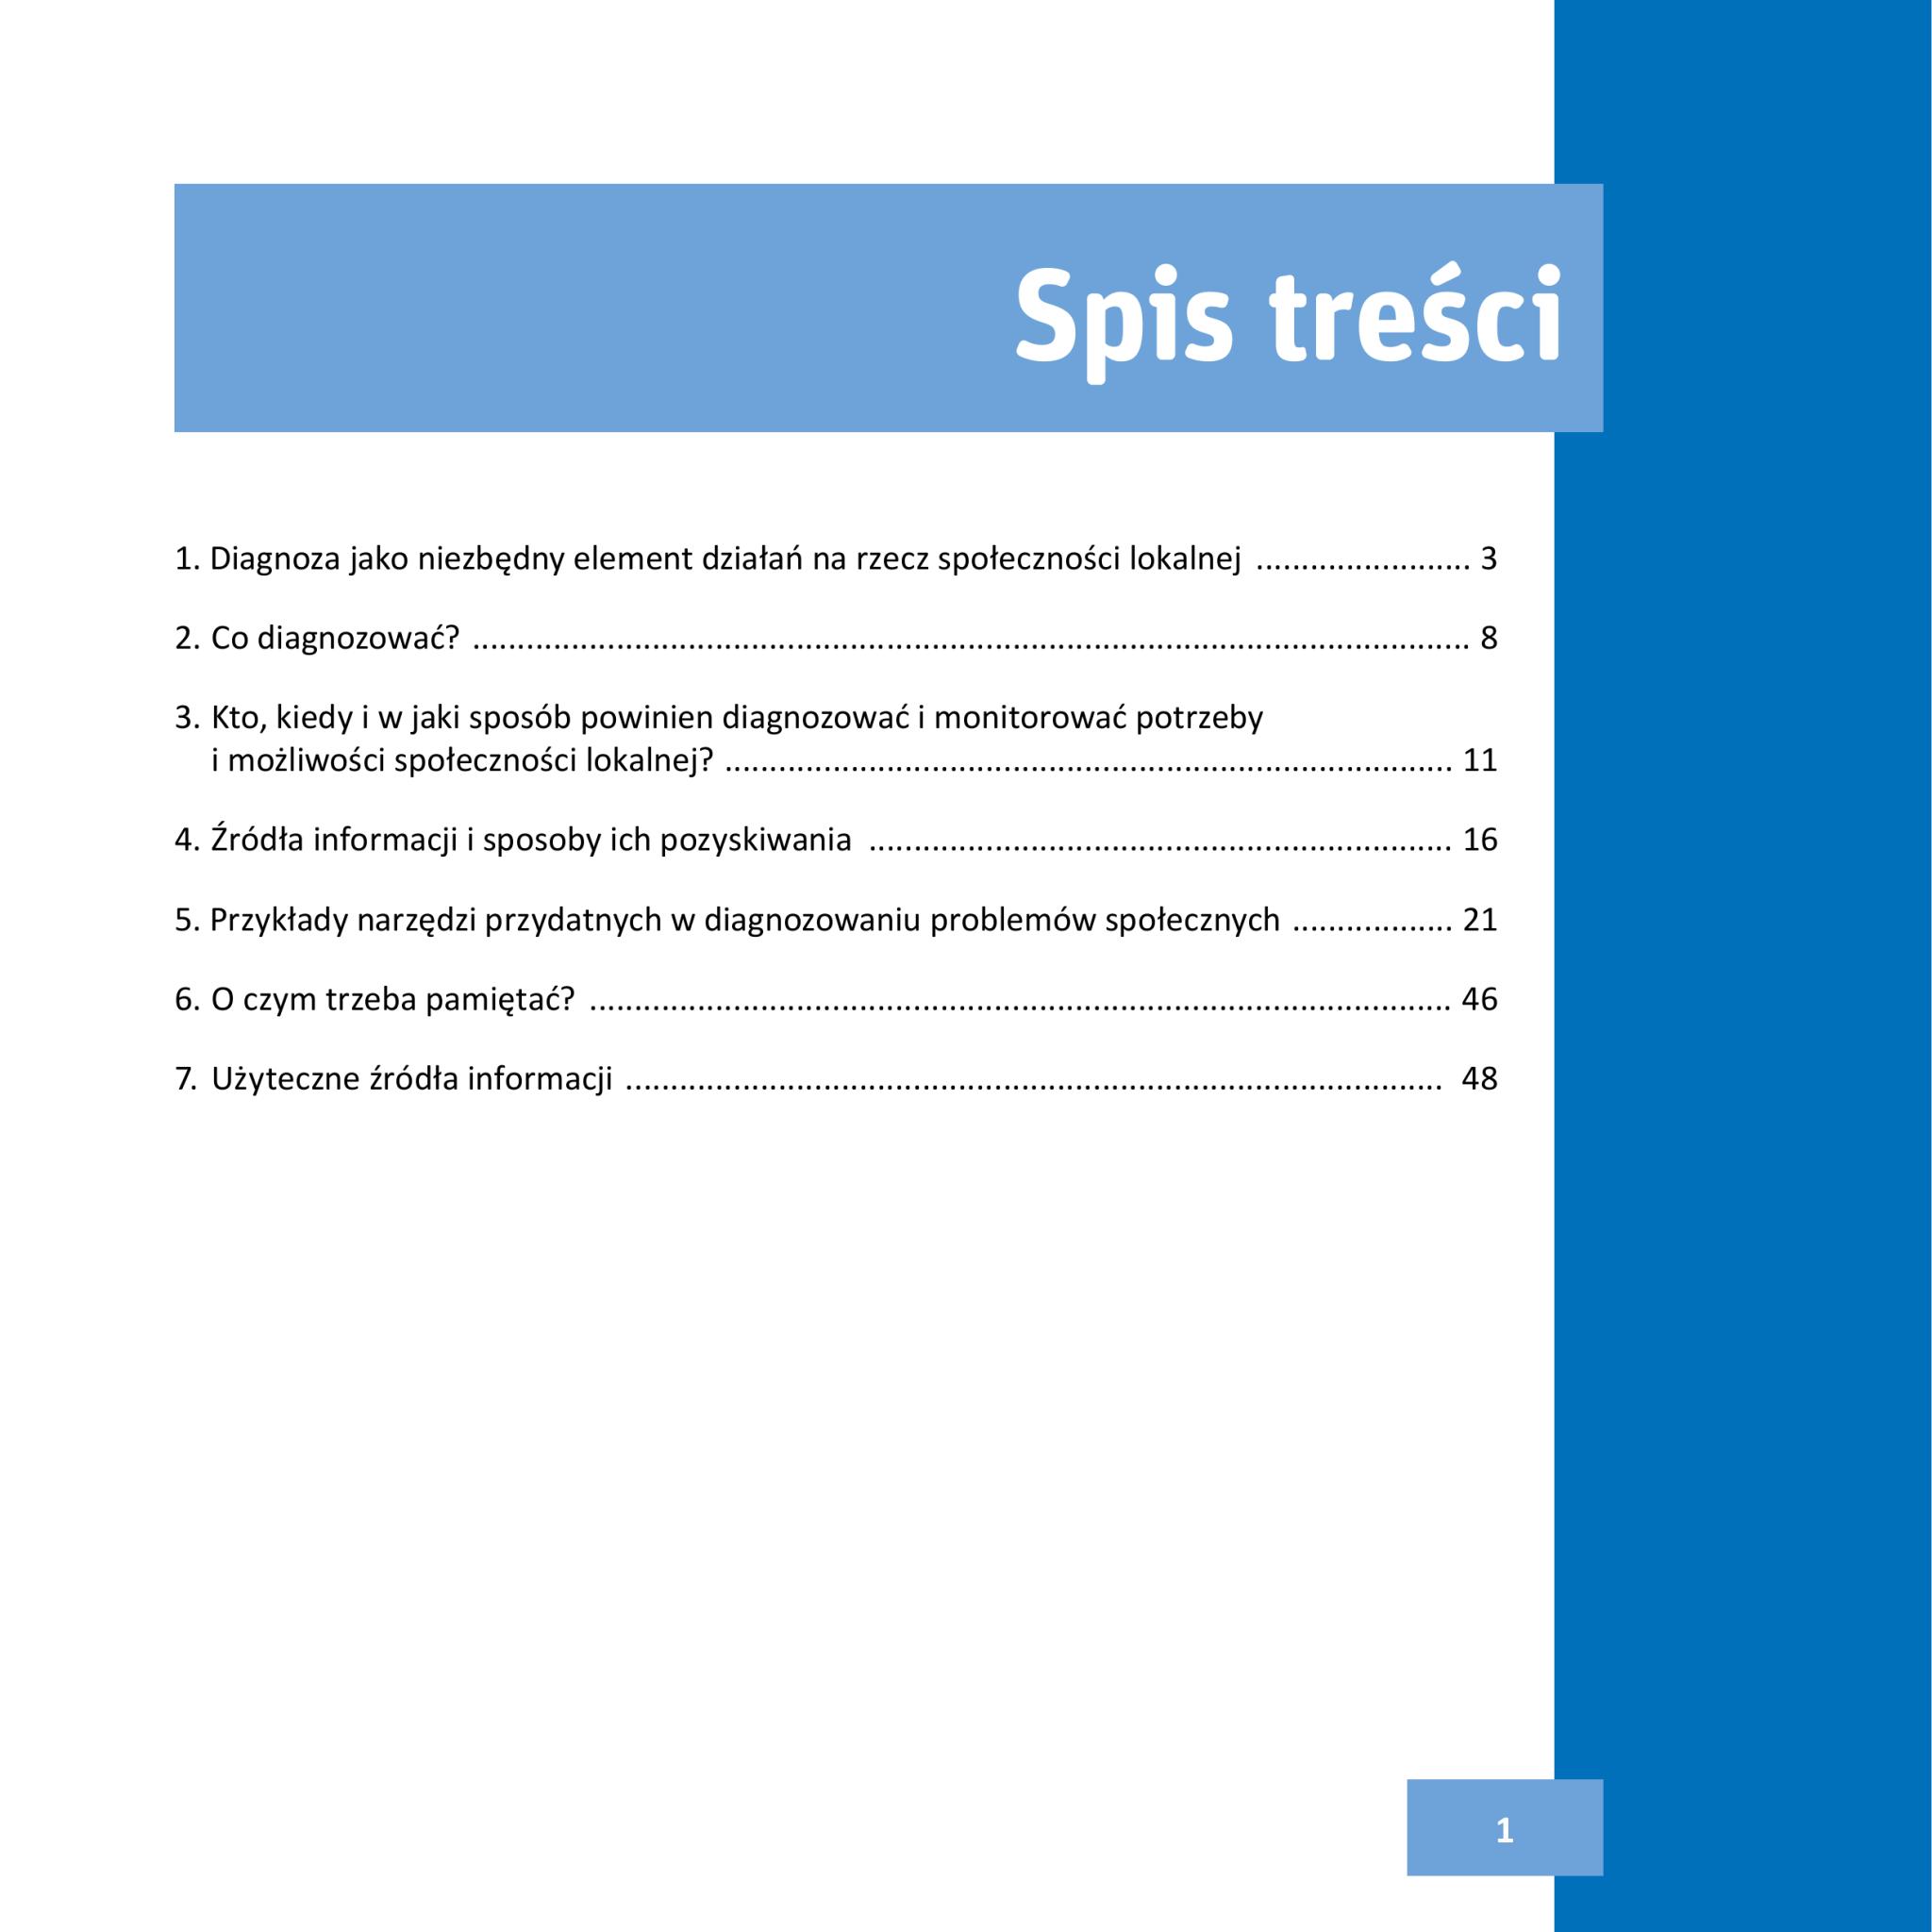 Spis treści
1. Diagnoza jako niezbędny element działań na rzecz społeczności lokalnej ........................ 3
2. Co diagnozować? ................................................................................................................ 8
3. Kto, kiedy i w jaki sposób powinien diagnozować i monitorować potrzeby
i możliwości społeczności lokalnej? ................................................................................. 11
4. Źródła informacji i sposoby ich pozyskiwania ................................................................. 16
5. Przykłady narzędzi przydatnych w diagnozowaniu problemów społecznych .................. 21
6. O czym trzeba pamiętać? ................................................................................................ 46
7. Użyteczne źródła informacji ........................................................................................... 48
1